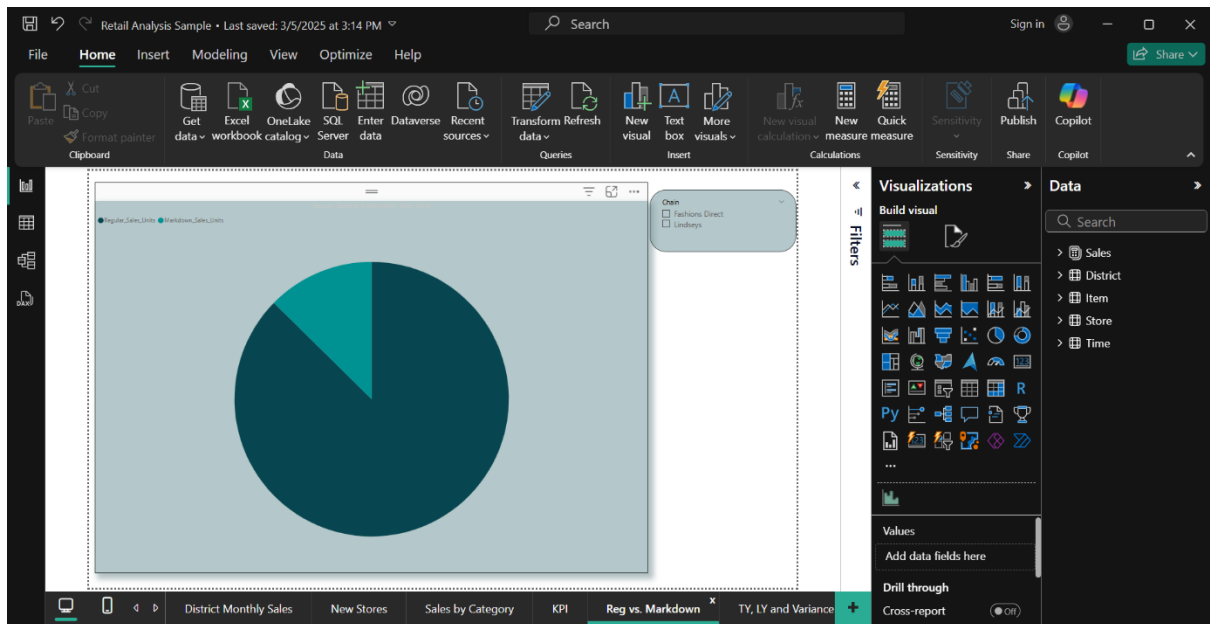 Retail Analysis Sample • Last saved: 3/5/2025 at 3:14 PM
Search
Sign in
File Home Insert Modeling View Optimize Help
Share
Paste
Cut
Copy
Format painter
Clipboard
Get data
Excel workbook
OneLake catalog
SQL Server
Enter data
Dataverse
Recent sources
Data
Transform data
Refresh
Queries
New visual
Text box
More visuals
Insert
New visual calculation
New measure
Quick measure
Calculations
Sensitivity
Sensitivity
Publish
Share
Copilot
Copilot
Regular_Sales_Units Markdown_Sales_Units
Chain
Fashions Direct
Lindseys
Filters
Visualizations
Build visual
123
R
Py
Values
Add data fields here
Drill through
Cross-report
Off
Data
Search
Sales
District
Item
Store
Time
District Monthly Sales
New Stores
Sales by Category
KPI
Reg vs. Markdown
TY, LY and Variance